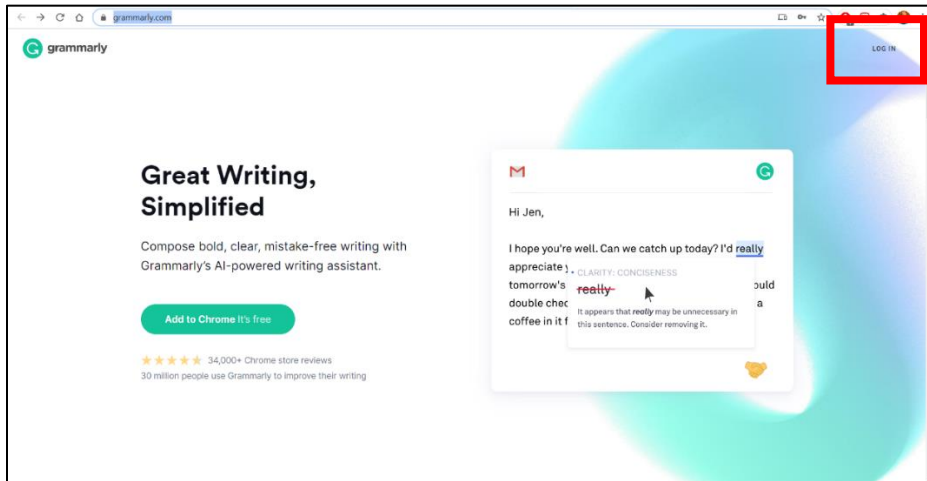 grammarly.com
grammarly
LOG IN
Great Writing,
Simplified
Compose bold, clear, mistake-free writing with
Grammarly's AI-powered writing assistant.
Add to Chrome It's free
34,000+ Chrome store reviews
30 million people use Grammarly to improve their writing
Hi Jen,
I hope you're well. Can we catch up today? I'd really
appreciate
tomorrow's
double chec
a
coffee in it f
CLARITY: CONCISENESS
really
It appears that really may be unnecessary in
this sentence. Consider removing it.